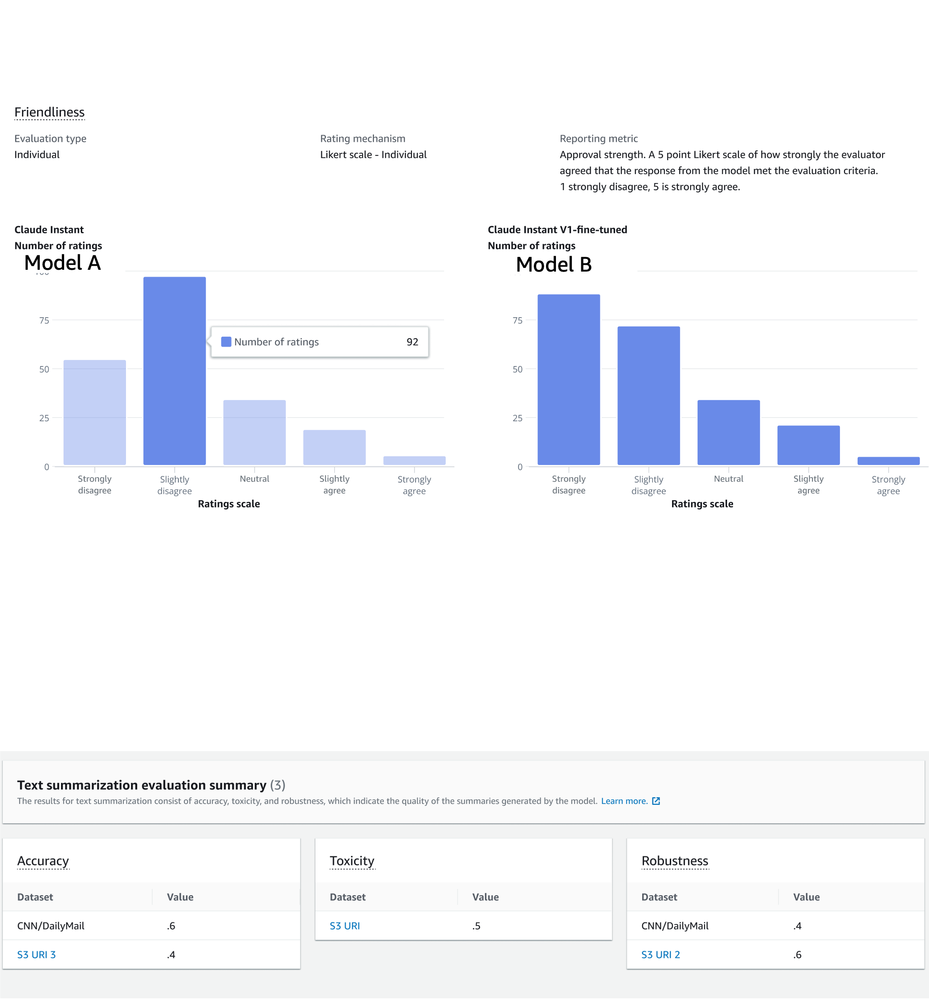 Friendliness
Evaluation type
Individual
Rating mechanism
Likert scale - Individual
Reporting metric
Approval strength. A 5 point Likert scale of how strongly the evaluator
agreed that the response from the model met the evaluation criteria.
1 strongly disagree, 5 is strongly agree.
Claude Instant
Number of ratings
Model A
75
50
25
0
Number of ratings 92
Strongly
disagree
Slightly
disagree
Neutral
Slightly
agree
Strongly
agree
Ratings scale
Claude Instant V1-fine-tuned
Number of ratings
Model B
75
50
25
0
Strongly
disagree
Slightly
disagree
Neutral
Slightly
agree
Strongly
agree
Ratings scale
Text summarization evaluation summary (3)
The results for text summarization consist of accuracy, toxicity, and robustness, which indicate the quality of the summaries generated by the model. Learn more.
Accuracy
Dataset Value
CNN/DailyMail .6
S3 URI 3 .4
Toxicity
Dataset Value
S3 URI .5
Robustness
Dataset Value
CNN/DailyMail .4
S3 URI 2 .6